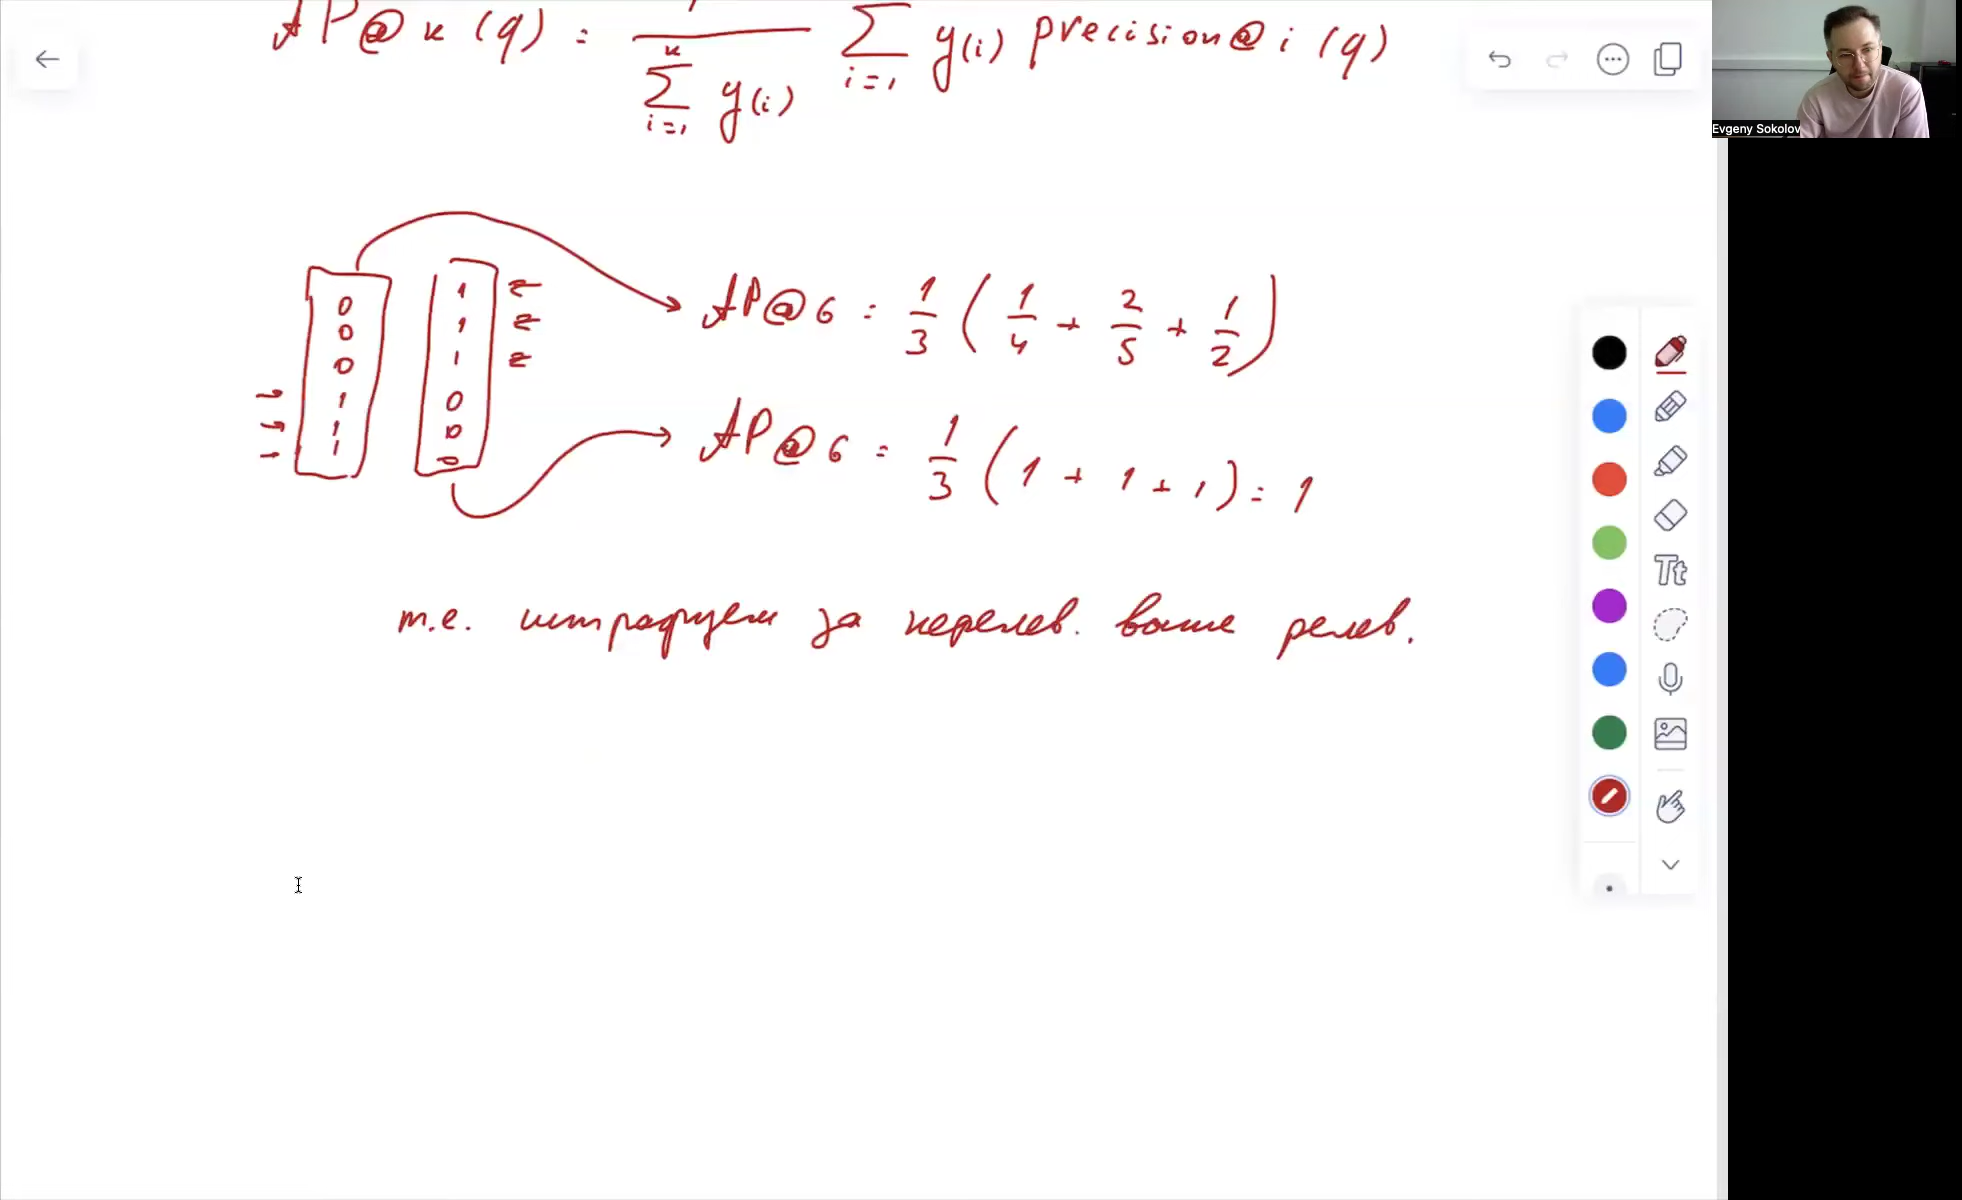 AP@k (q) = 1 / Σ_{i=1}^{k} y(i) Σ_{i=1} y(i) precision@i (q)
Evgeny Sokolov
0 1 ←
0 1 ←
0 1 ←
→ 1 0
→ 1 0
→ 1 0
AP@6 = 1/3 ( 1/4 + 2/5 + 1/2 )
AP@6 = 1/3 ( 1 + 1 + 1 ) = 1
т.е. штрафуем за нерелев. выше релев.
Tt